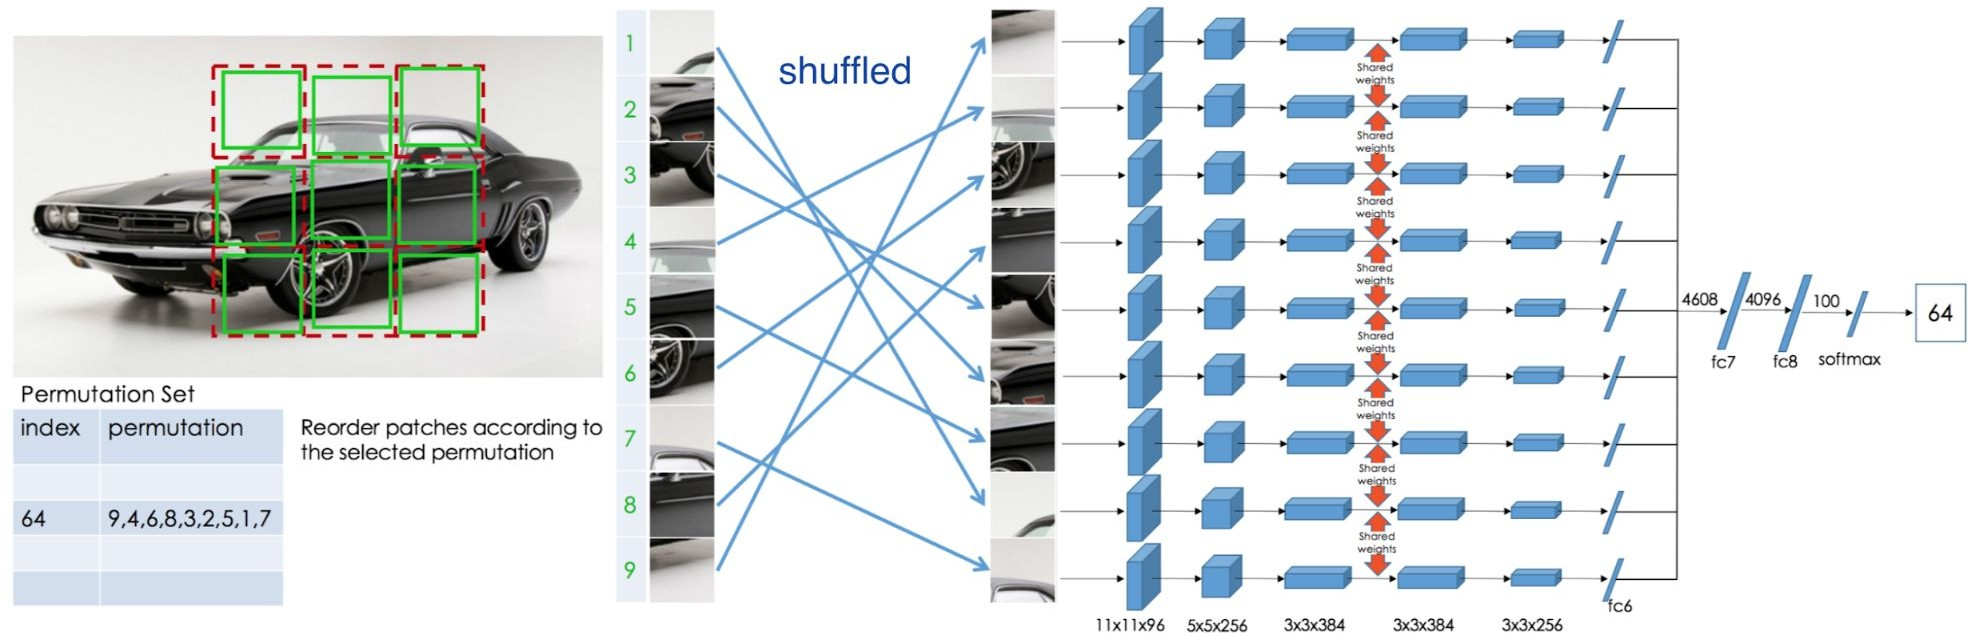 Permutation Set
index permutation
64 9,4,6,8,3,2,5,1,7
Reorder patches according to
the selected permutation
1
2
3
4
5
6
7
8
9
shuffled
Shared
weights
Shared
weights
Shared
weights
Shared
weights
Shared
weights
Shared
weights
Shared
weights
Shared
weights
11x11x96 5x5x256 3x3x384 3x3x384 3x3x256
fc6
4608 4096 100
fc7 fc8 softmax
64